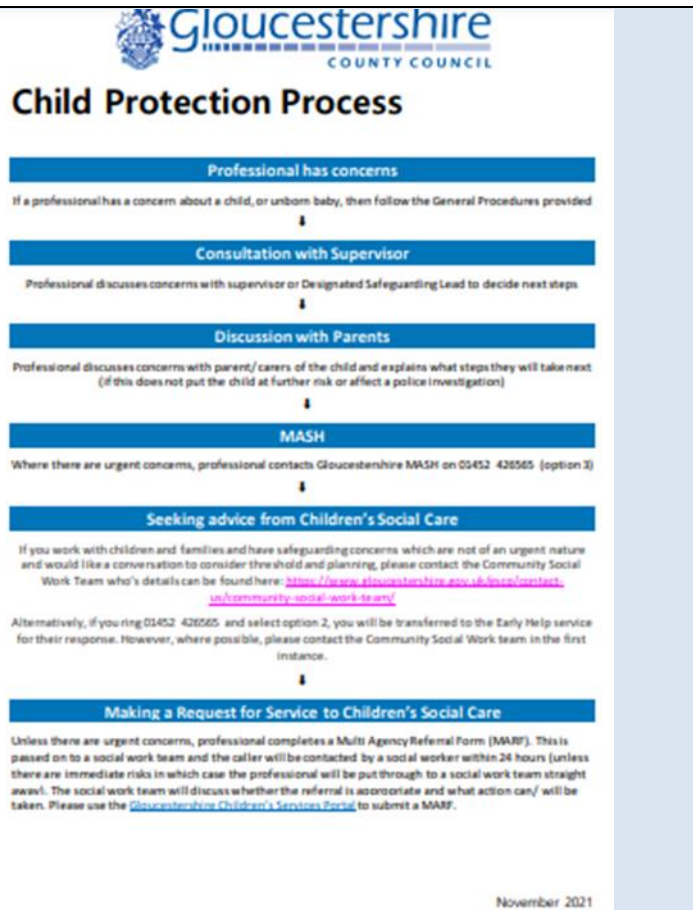 Gloucestershire
COUNTY COUNCIL
Child Protection Process
Professional has concerns
If a professional has a concern about a child, or unborn baby, then follow the General Procedures provided
Consultation with Supervisor
Professional discusses concerns with supervisor or Designated Safeguarding Lead to decide next steps
Discussion with Parents
Professional discusses concerns with parent/ carers of the child and explains what steps they will take next
(if this does not put the child at further risk or affect a police investigation)
MASH
Where there are urgent concerns, professional contacts Gloucestershire MASH on 01452 426565 (option 3)
Seeking advice from Children's Social Care
If you work with children and families and have safeguarding concerns which are not of an urgent nature
and would like a conversation to consider threshold and planning, please contact the Community Social
Work Team who's details can be found here: https://www.gloucestershire.gov.uk/gscp/contact-
us/community-social-work-team/
Alternatively, if you ring 01452 426565 and select option 2, you will be transferred to the Early Help service
for their response. However, where possible, please contact the Community Social Work team in the first
instance.
Making a Request for Service to Children's Social Care
Unless there are urgent concerns, professional completes a Multi Agency Referral Form (MARF). This is
passed on to a social work team and the caller will be contacted by a social worker within 24 hours (unless
there are immediate risks in which case the professional will be put through to a social work team straight
away). The social work team will discuss whether the referral is appropriate and what action can/ will be
taken. Please use the Gloucestershire Children's Services Portal to submit a MARF.
November 2021